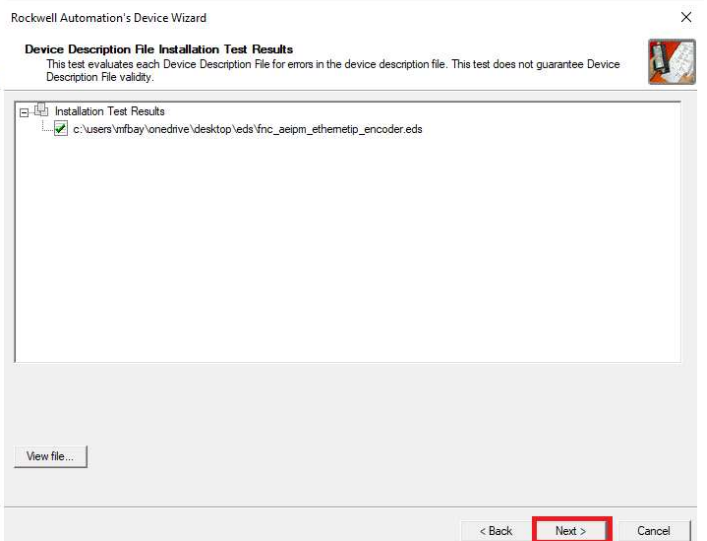 Rockwell Automation's Device Wizard
Device Description File Installation Test Results
This test evaluates each Device Description File for errors in the device description file. This test does not guarantee Device
Description File validity.
Installation Test Results
c:\users\mfbay\onedrive\desktop\eds\fnc_aeipm_ethernetip_encoder.eds
View file...
< Back
Next >
Cancel